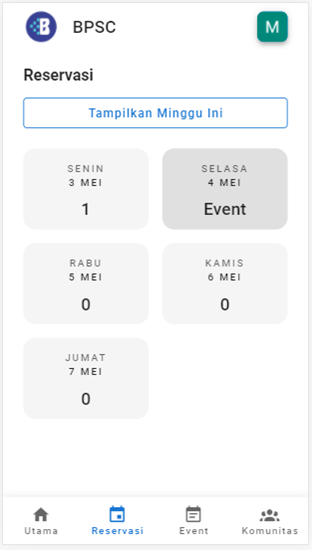 B BPSC M
Reservasi
Tampilkan Minggu Ini
SENIN
3 MEI
1
SELASA
4 MEI
Event
RABU
5 MEI
0
KAMIS
6 MEI
0
JUMAT
7 MEI
0
Utama Reservasi Event Komunitas